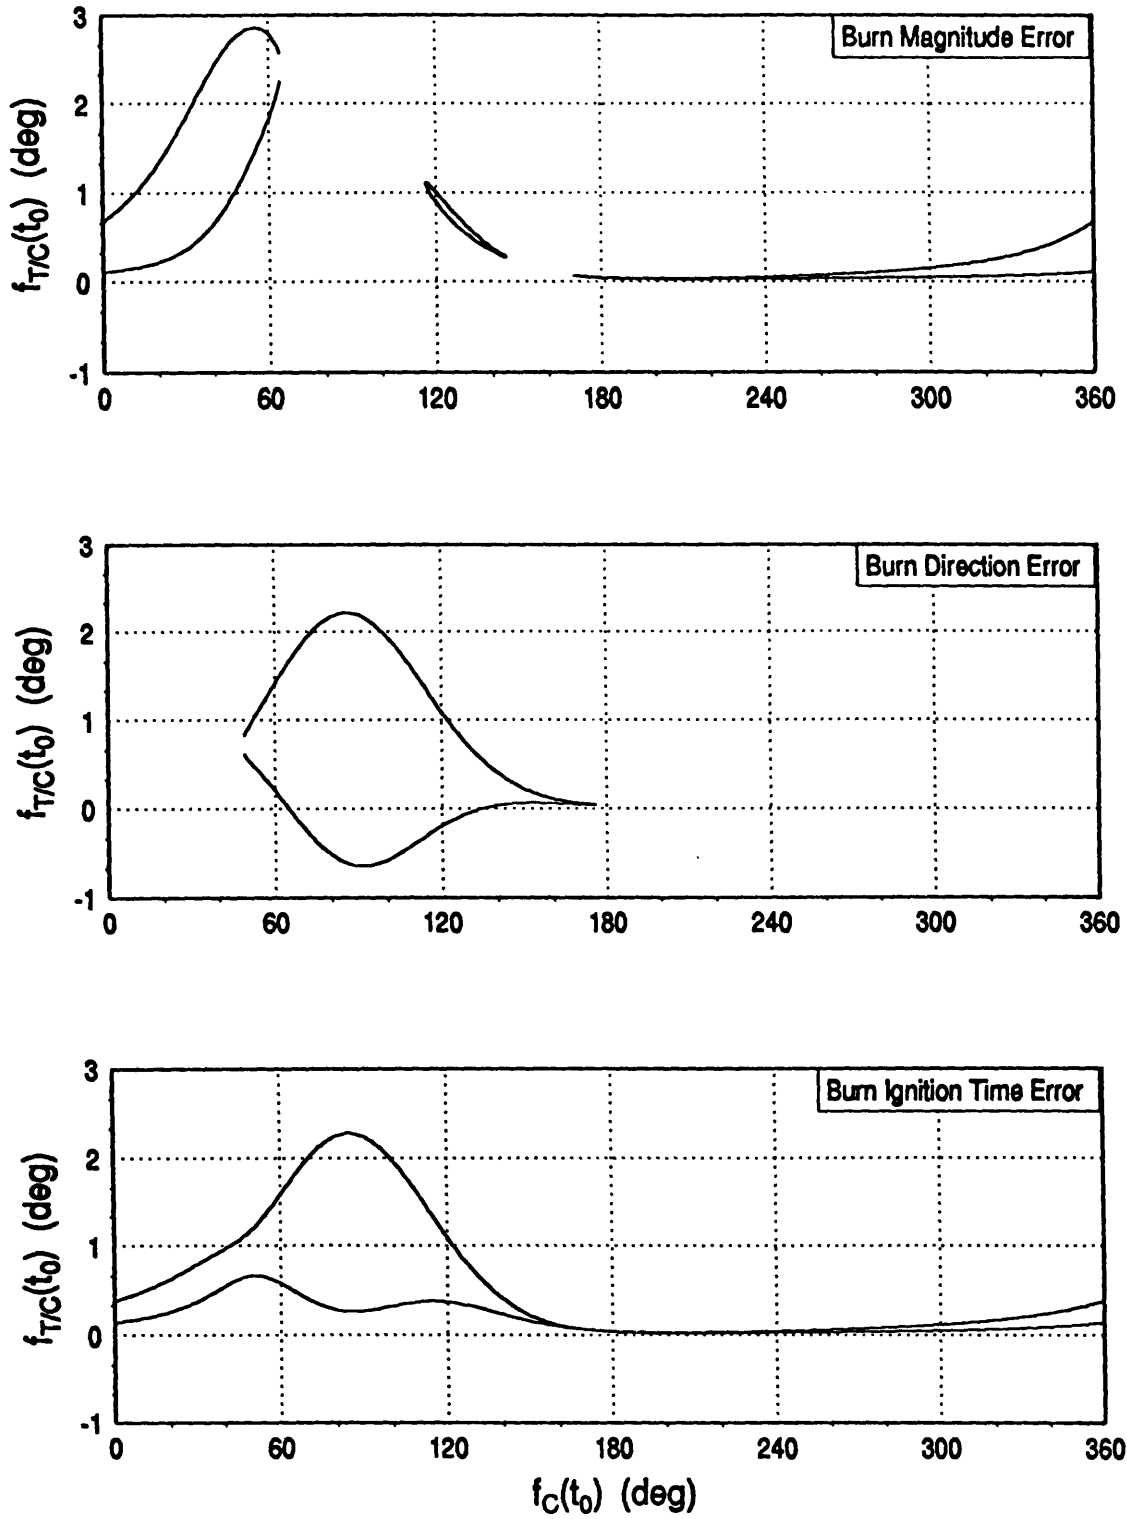 Burn Magnitude Error
f_T/C(t_0) (deg)
3
2
1
0
-1
0 60 120 180 240 300 360
Burn Direction Error
f_T/C(t_0) (deg)
3
2
1
0
-1
0 60 120 180 240 300 360
Burn Ignition Time Error
f_T/C(t_0) (deg)
3
2
1
0
-1
0 60 120 180 240 300 360
f_C(t_0) (deg)